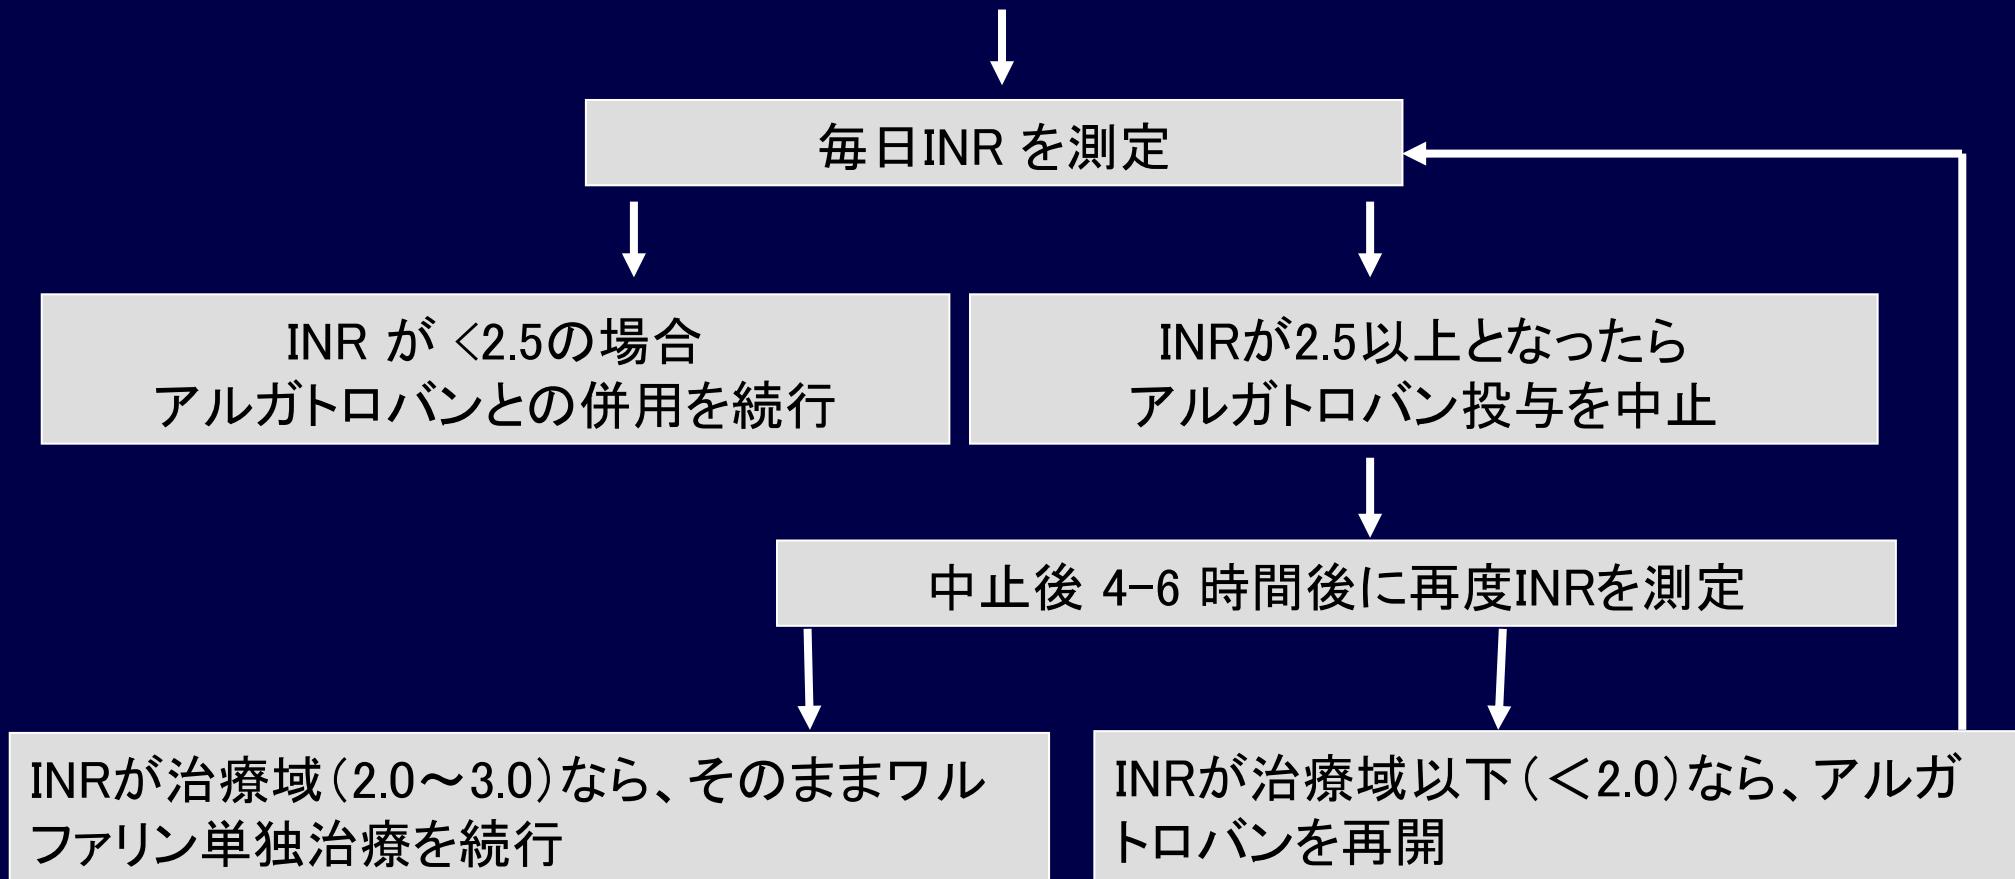 毎日INR を測定
INR が <2.5の場合
アルガトロバンとの併用を続行
INRが2.5以上となったら
アルガトロバン投与を中止
中止後 4-6 時間後に再度INRを測定
INRが治療域(2.0～3.0)なら、そのままワル
ファリン単独治療を続行
INRが治療域以下(＜2.0)なら、アルガ
トロバンを再開